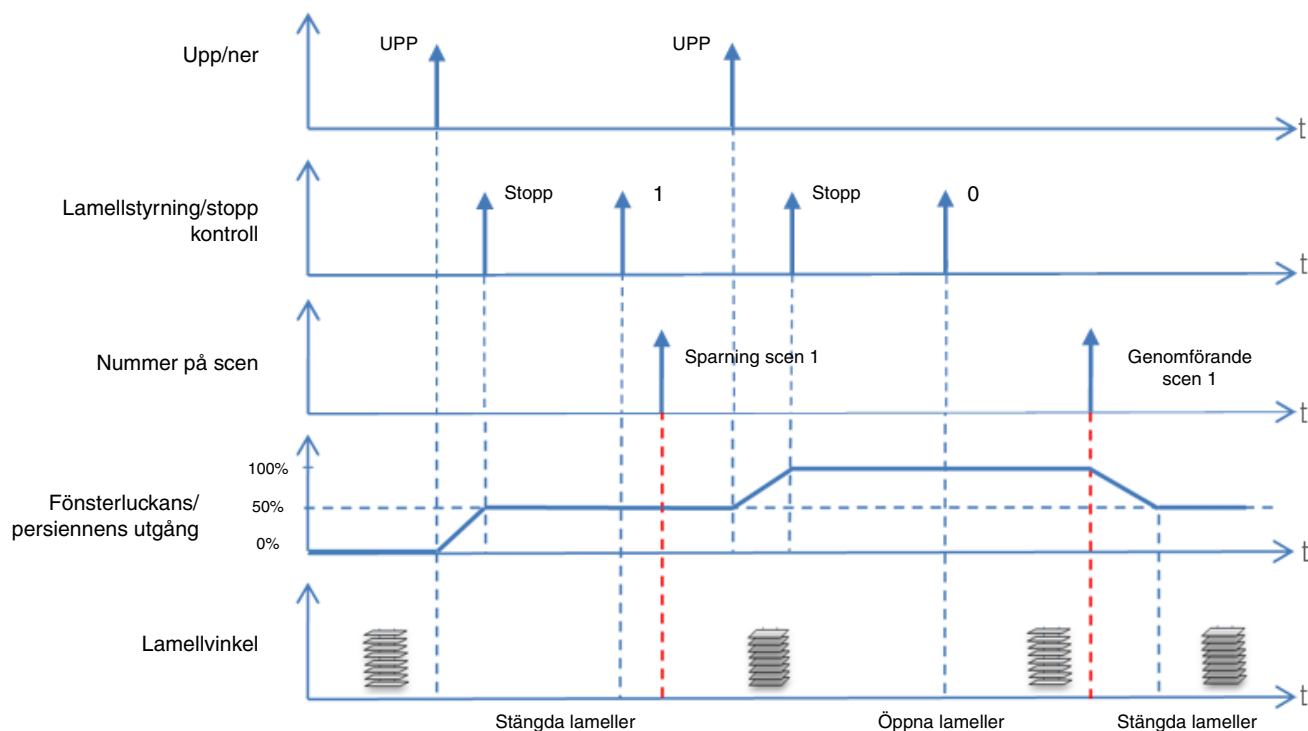 Upp/ner
UPP
UPP
t
Lamellstyrning/stopp
kontroll
Stopp
1
Stopp
0
t
Nummer på scen
Sparning scen 1
Genomförande
scen 1
t
Fönsterluckans/
persiennens utgång
100%
50%
0%
t
Lamellvinkel
t
Stängda lameller
Öppna lameller
Stängda lameller